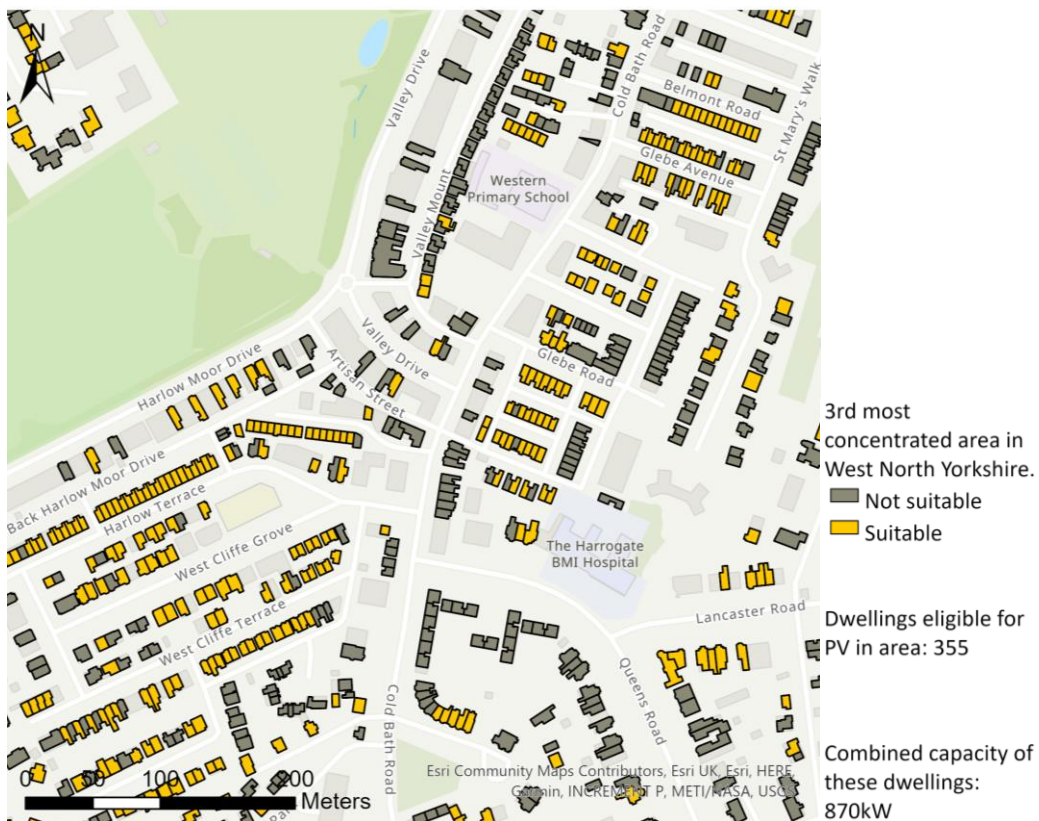 N
Valley Drive
Cold Bath Road
Belmont Road
St Mary's Walk
Glebe Avenue
Western
Primary School
Valley Mount
Valley Drive
Artisan Street
Glebe Road
Harlow Moor Drive
Back Harlow Moor Drive
Harlow Terrace
West Cliffe Grove
West Cliffe Terrace
The Harrogate
BMI Hospital
Lancaster Road
Queens Road
Cold Bath Road
0 50 100 200
Meters
Esri Community Maps Contributors, Esri UK, Esri, HERE,
Garmin, INCREMENT P, METI/NASA, USGS
3rd most
concentrated area in
West North Yorkshire.
Not suitable
Suitable
Dwellings eligible for
PV in area: 355
Combined capacity of
these dwellings:
870kW